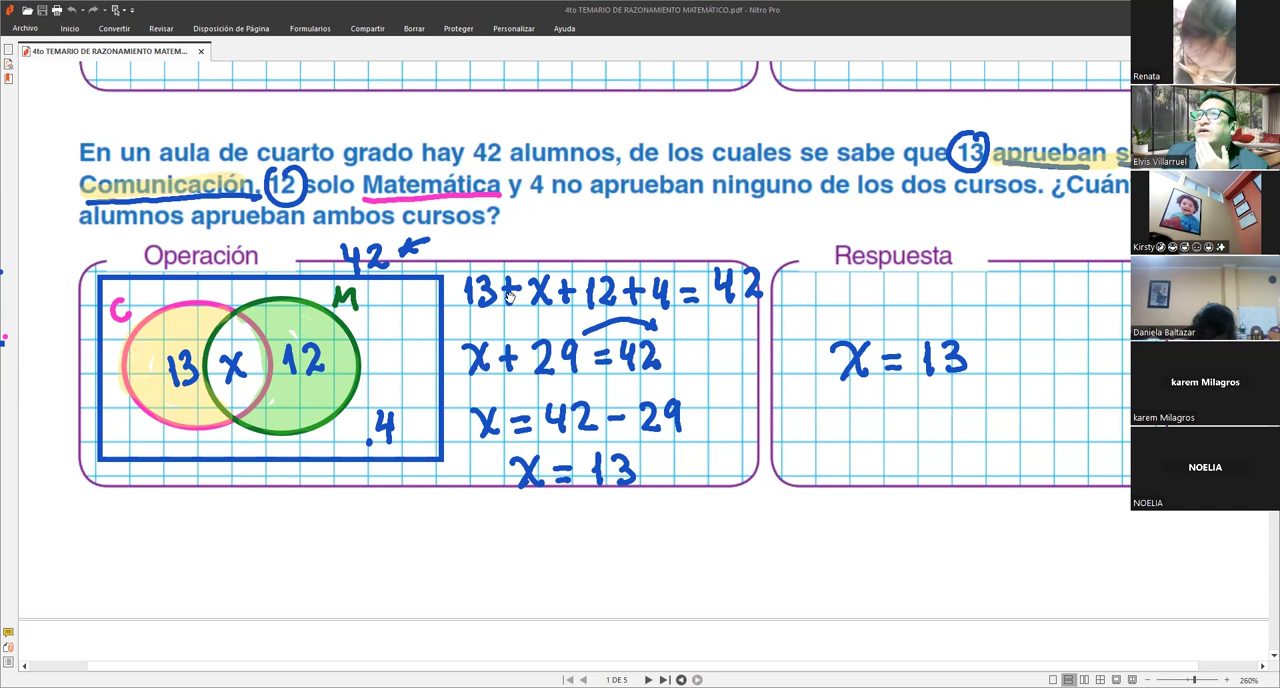 4to TEMARIO DE RAZONAMIENTO MATEMÁTICO.pdf - Nitro Pro
Archivo Inicio Convertir Revisar Disposición de Página Formularios Compartir Borrar Proteger Personalizar Ayuda
4to TEMARIO DE RAZONAMIENTO MATEM...
En un aula de cuarto grado hay 42 alumnos, de los cuales se sabe que 13 aprueban
Comunicación, 12 solo Matemática y 4 no aprueban ninguno de los dos cursos.
alumnos aprueban ambos cursos?
Operación
42
C
M
13 x 12
.4
13+x+12+4=42
x+29=42
x=42-29
x=13
Respuesta
x=13
Renata
Elvis Villarruel
Kirsty
Daniela Baltazar
karem Milagros
karem Milagros
NOELIA
NOELIA
1 DE 5
260%